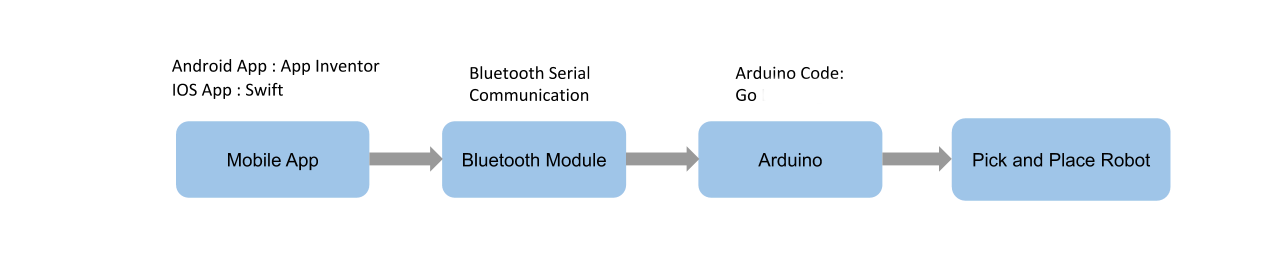 Android App : App Inventor
IOS App : Swift
Bluetooth Serial
Communication
Arduino Code:
Go
Mobile App
Bluetooth Module
Arduino
Pick and Place Robot